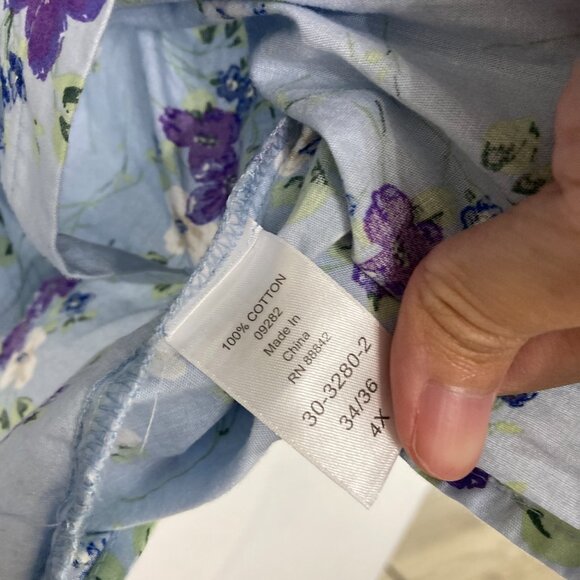 100% COTTON
09282
Made In
China
RN 88842
30-3280-2
34/36
4X